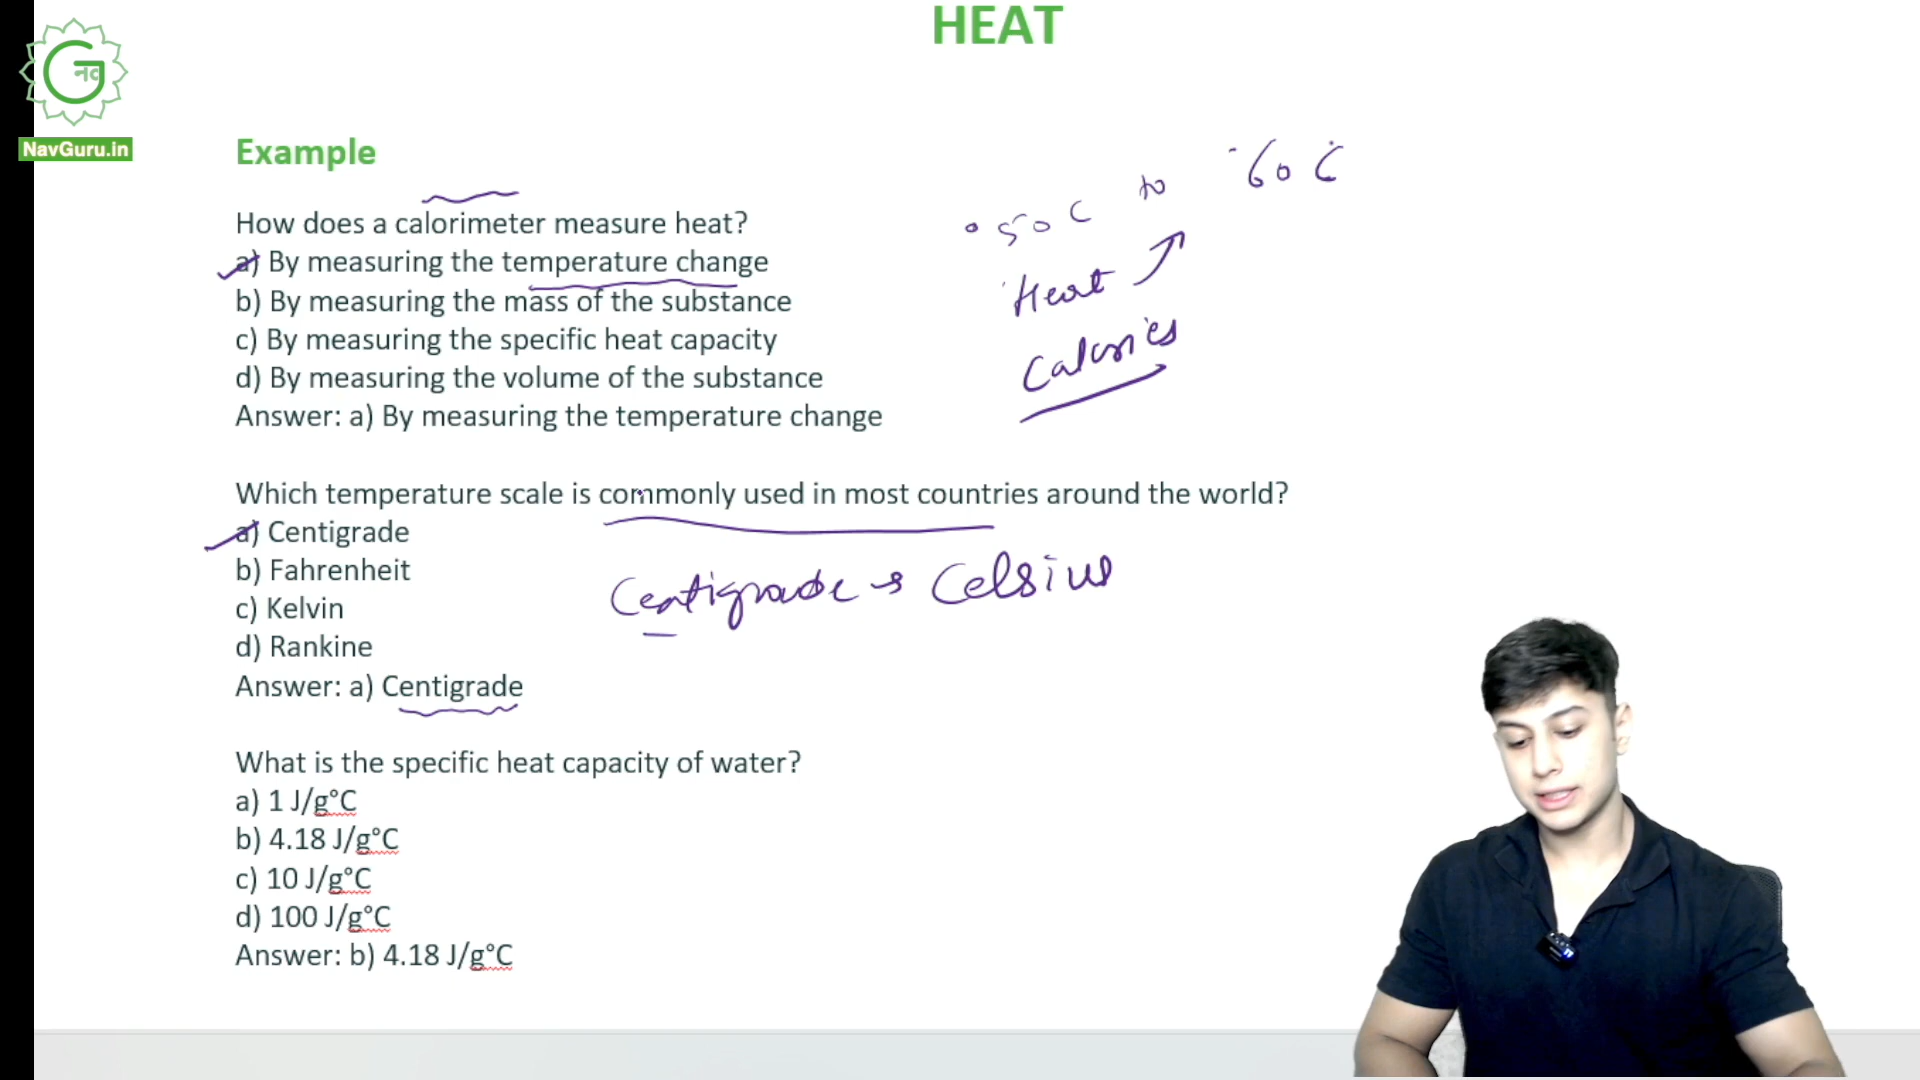 HEAT
नव
NavGuru.in
Example
How does a calorimeter measure heat?
a) By measuring the temperature change
b) By measuring the mass of the substance
c) By measuring the specific heat capacity
d) By measuring the volume of the substance
Answer: a) By measuring the temperature change
°50 C to °60 C
Heat
Calories
Which temperature scale is commonly used in most countries around the world?
a) Centigrade
b) Fahrenheit
c) Kelvin
d) Rankine
Answer: a) Centigrade
Centigrade → Celsius
What is the specific heat capacity of water?
a) 1 J/g°C
b) 4.18 J/g°C
c) 10 J/g°C
d) 100 J/g°C
Answer: b) 4.18 J/g°C